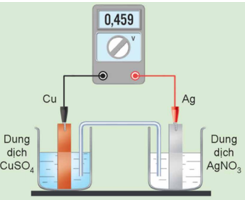 0,459
V
Cu
Ag
Dung
dịch
CuSO₄
Dung
dịch
AgNO₃